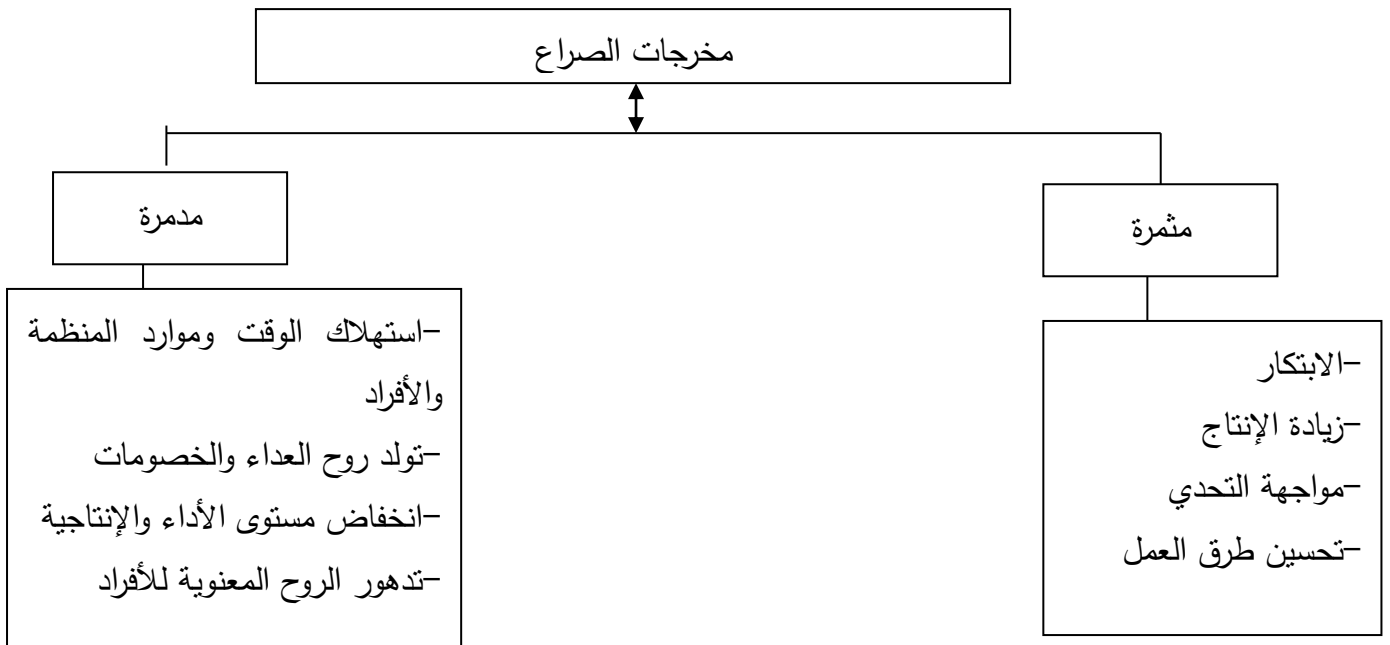 مخرجات الصراع
مثمرة
-الابتكار
-زيادة الإنتاج
-مواجهة التحدي
-تحسين طرق العمل
مدمرة
-استهلاك الوقت وموارد المنظمة
والأفراد
-تولد روح العداء والخصومات
-انخفاض مستوى الأداء والإنتاجية
-تدهور الروح المعنوية للأفراد